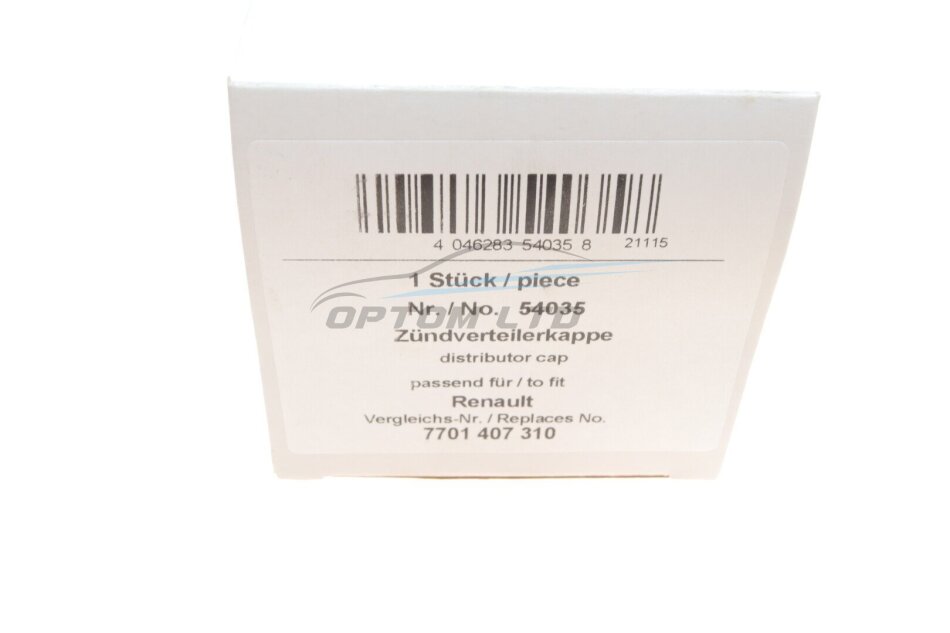 4 046283 54035 8 21115
1 Stück / piece
Nr. / No. 54035
OPTOM LTD
Zündverteilerkappe
distributor cap
passend für / to fit
Renault
Vergleichs-Nr. / Replaces No.
7701 407 310